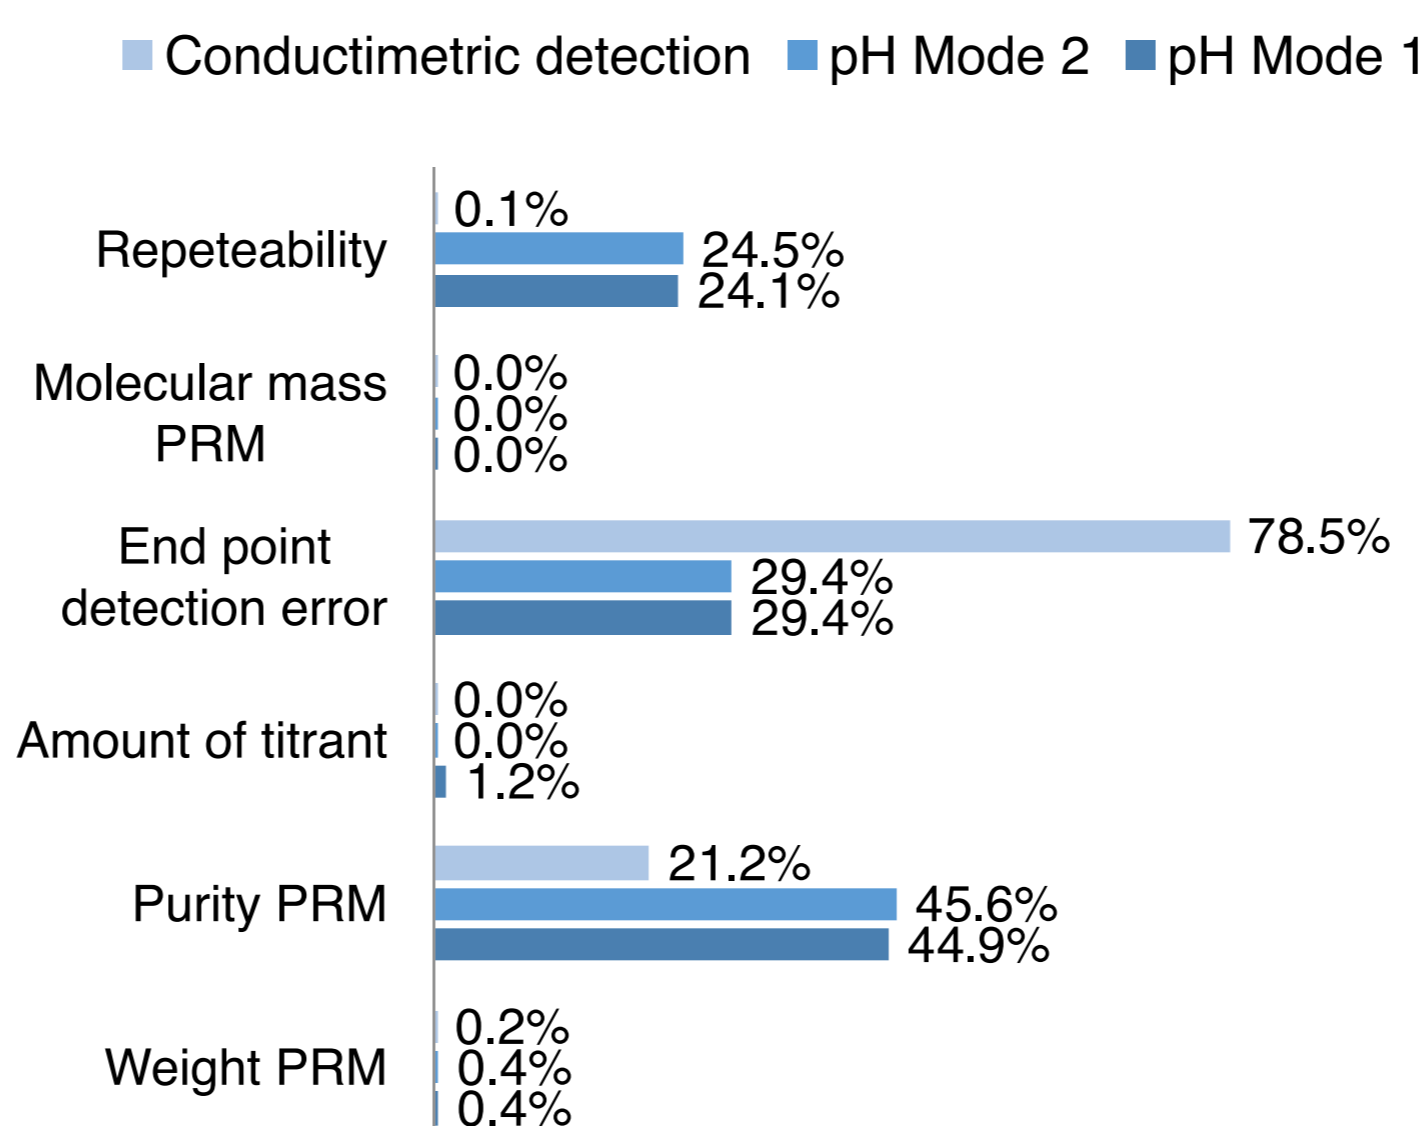 Conductimetric detection pH Mode 2 pH Mode 1
0.1%
Repeteability
24.5%
24.1%
0.0%
Molecular mass
PRM
0.0%
0.0%
End point
detection error
78.5%
29.4%
29.4%
0.0%
Amount of titrant
0.0%
1.2%
21.2%
Purity PRM
45.6%
44.9%
0.2%
Weight PRM
0.4%
0.4%